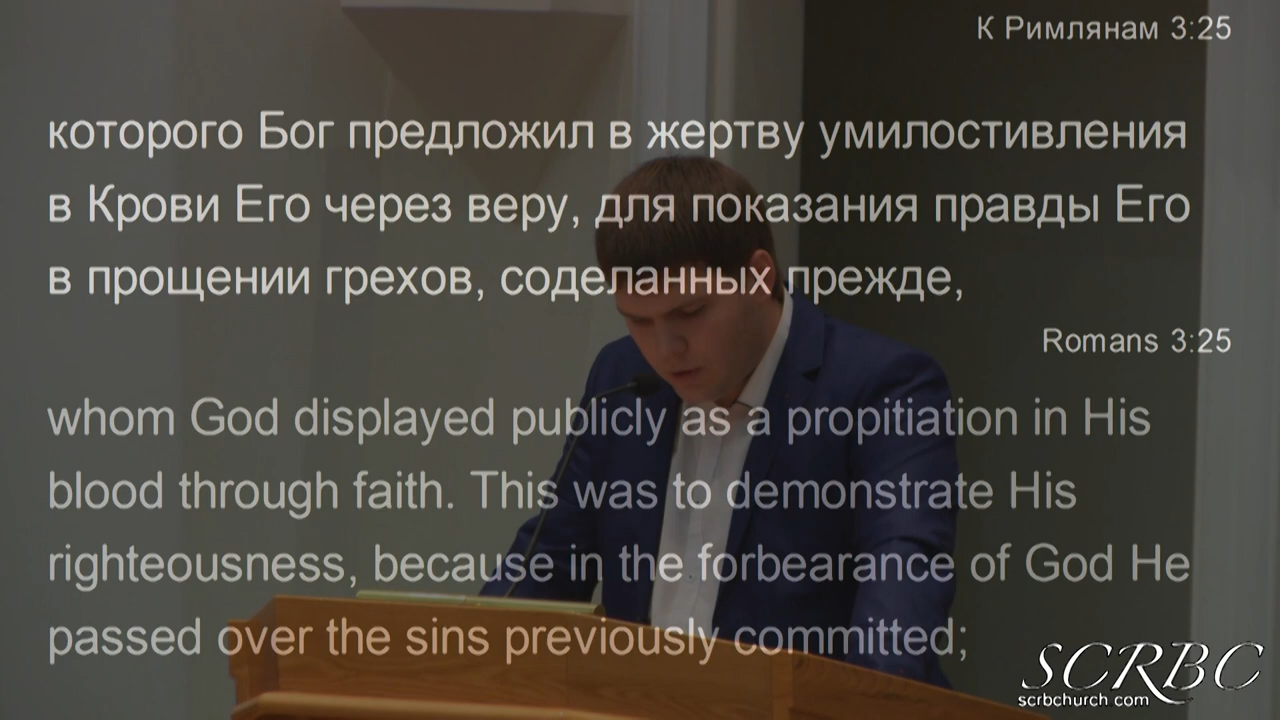 К Римлянам 3:25
которого Бог предложил в жертву умилостивления
в Крови Его через веру, для показания правды Его
в прощении грехов, соделанных прежде,
Romans 3:25
whom God displayed publicly as a propitiation in His
blood through faith. This was to demonstrate His
righteousness, because in the forbearance of God He
passed over the sins previously committed;
SCRBC
scrbchurch.com